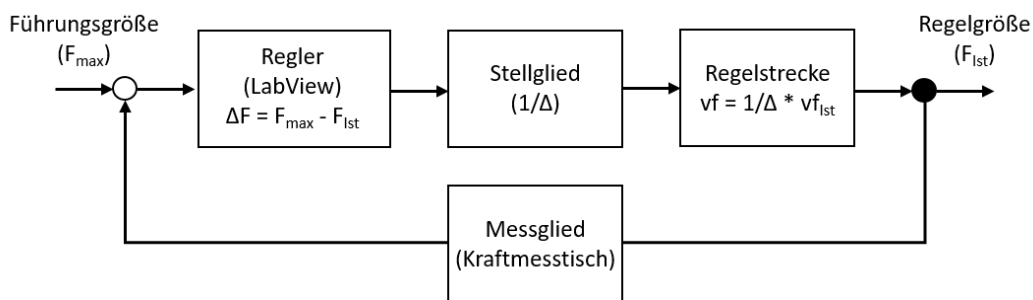 Führungsgröße
(Fmax)
Regler
(LabView)
ΔF = Fmax - FIst
Stellglied
(1/Δ)
Regelstrecke
vf = 1/Δ * vfIst
Regelgröße
(FIst)
Messglied
(Kraftmesstisch)